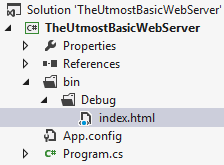 Solution 'TheUtmostBasicWebServer'
C# TheUtmostBasicWebServer
Properties
References
bin
Debug
index.html
App.config
C# Program.cs